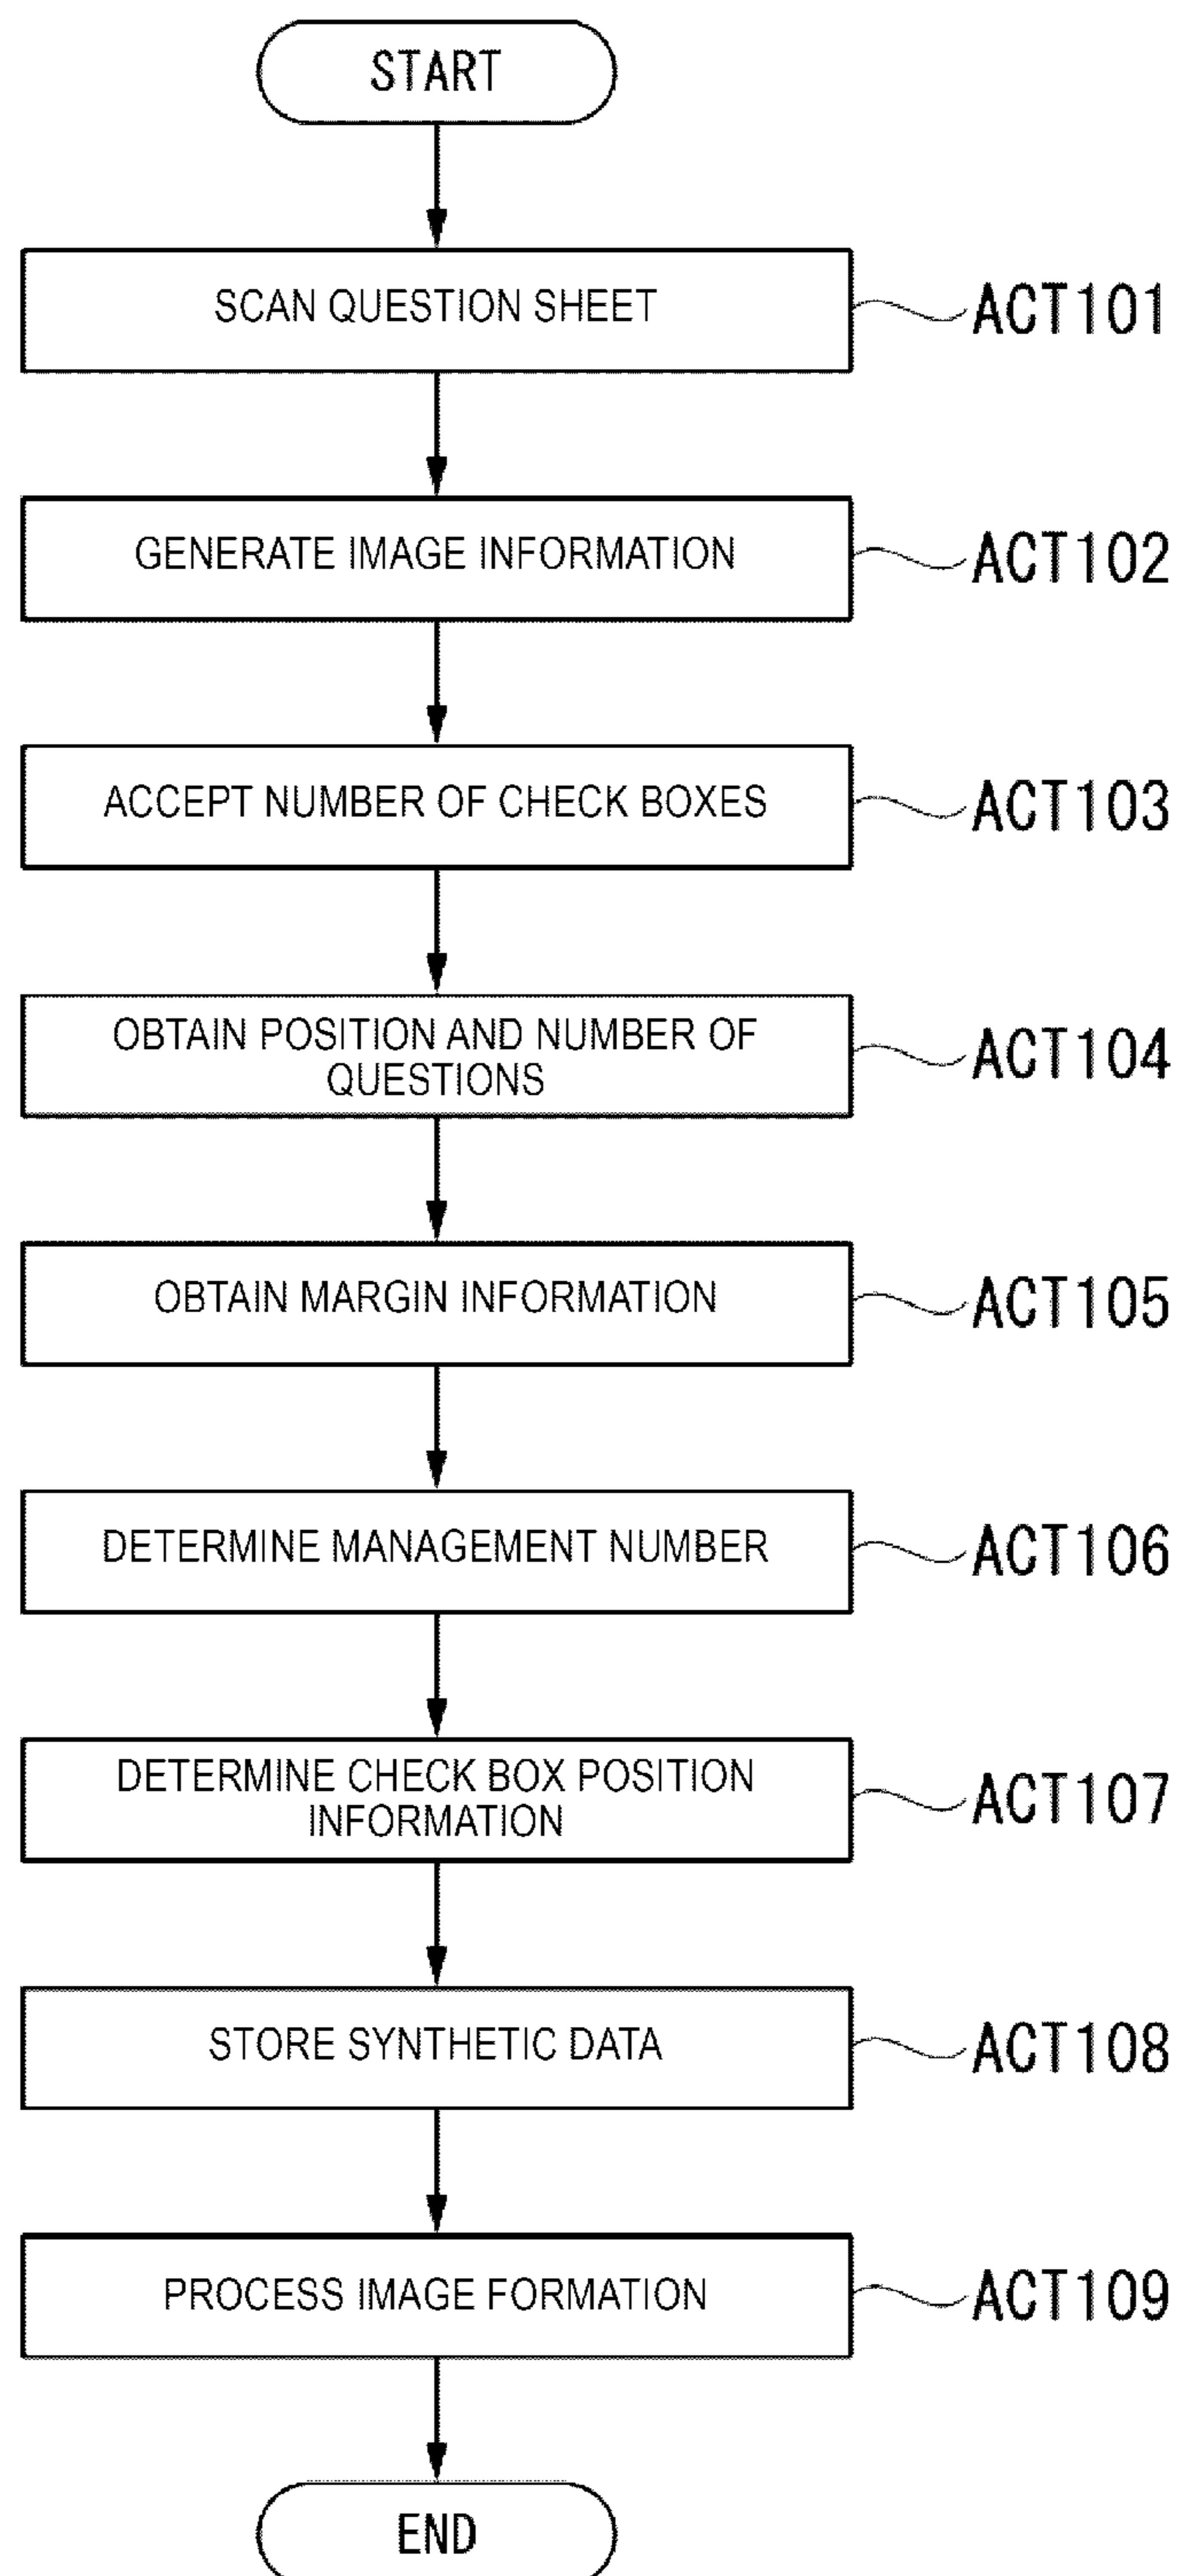 START
SCAN QUESTION SHEET
ACT101
GENERATE IMAGE INFORMATION
ACT102
ACCEPT NUMBER OF CHECK BOXES
ACT103
OBTAIN POSITION AND NUMBER OF
QUESTIONS
ACT104
OBTAIN MARGIN INFORMATION
ACT105
DETERMINE MANAGEMENT NUMBER
ACT106
DETERMINE CHECK BOX POSITION
INFORMATION
ACT107
STORE SYNTHETIC DATA
ACT108
PROCESS IMAGE FORMATION
ACT109
END